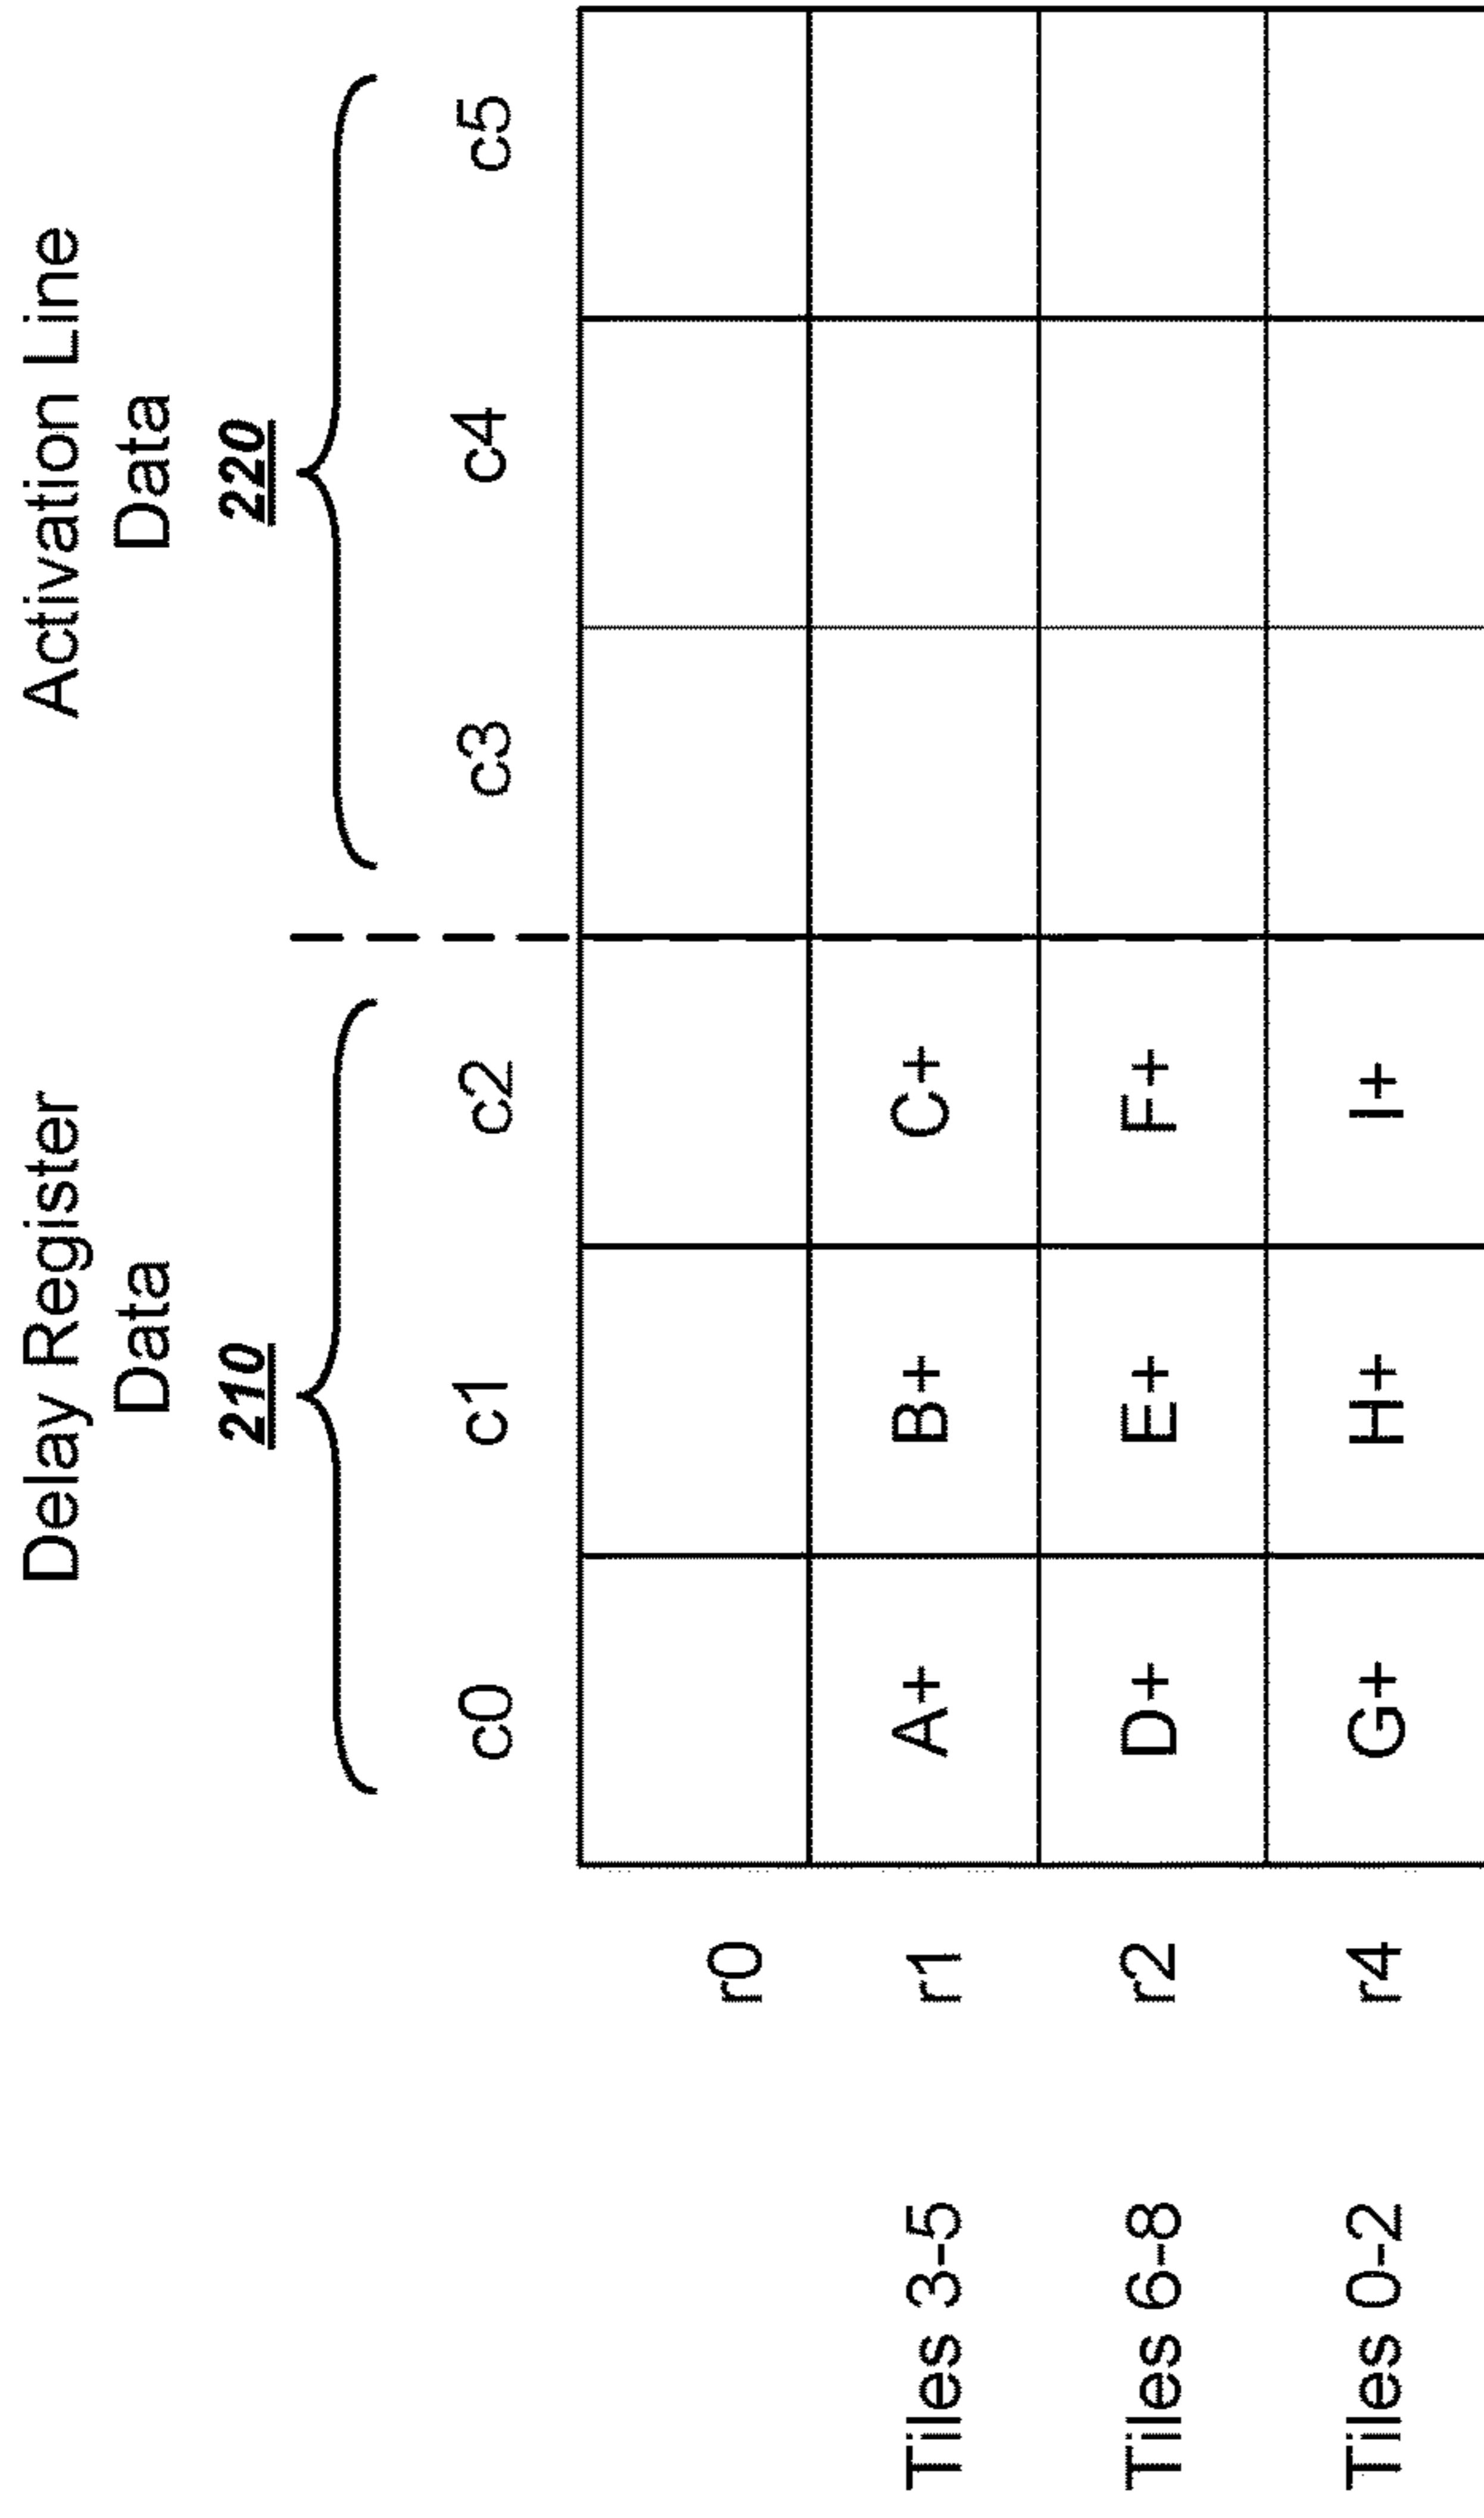 Delay Register
Data
210
Activation Line
Data
220
c0 c1 c2 c3 c4 c5
r0
Tiles 3-5 r1 A+ B+ C+
Tiles 6-8 r2 D+ E+ F+
Tiles 0-2 r4 G+ H+ I+